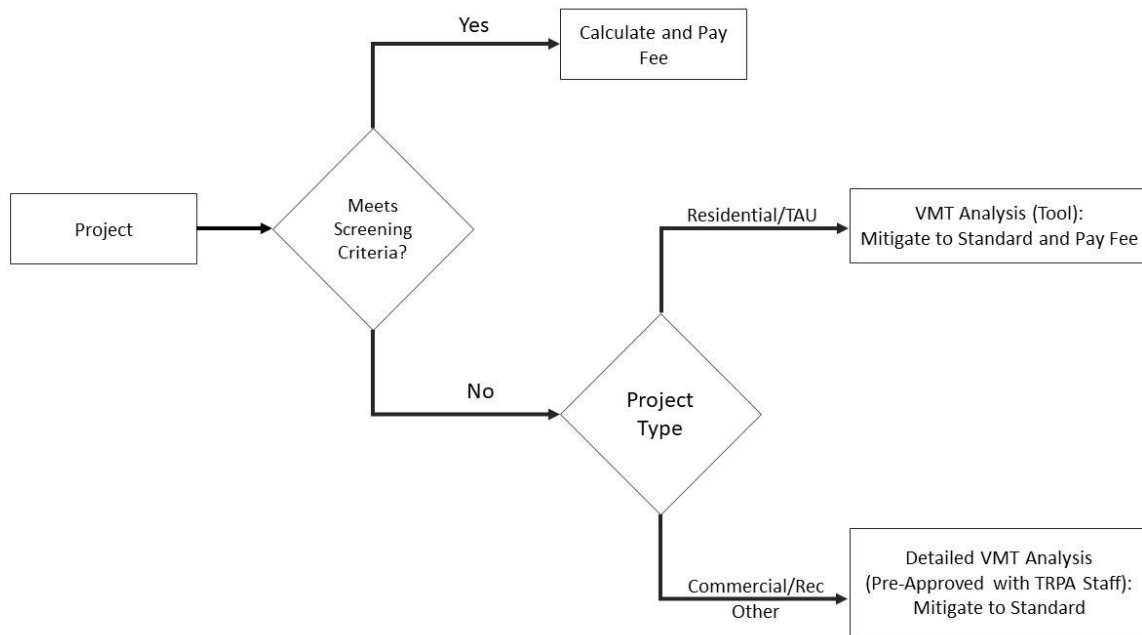 Yes
Calculate and Pay
Fee
Project
Meets
Screening
Criteria?
Residential/TAU
VMT Analysis (Tool):
Mitigate to Standard and Pay Fee
No
Project
Type
Commercial/Rec
Other
Detailed VMT Analysis
(Pre-Approved with TRPA Staff):
Mitigate to Standard